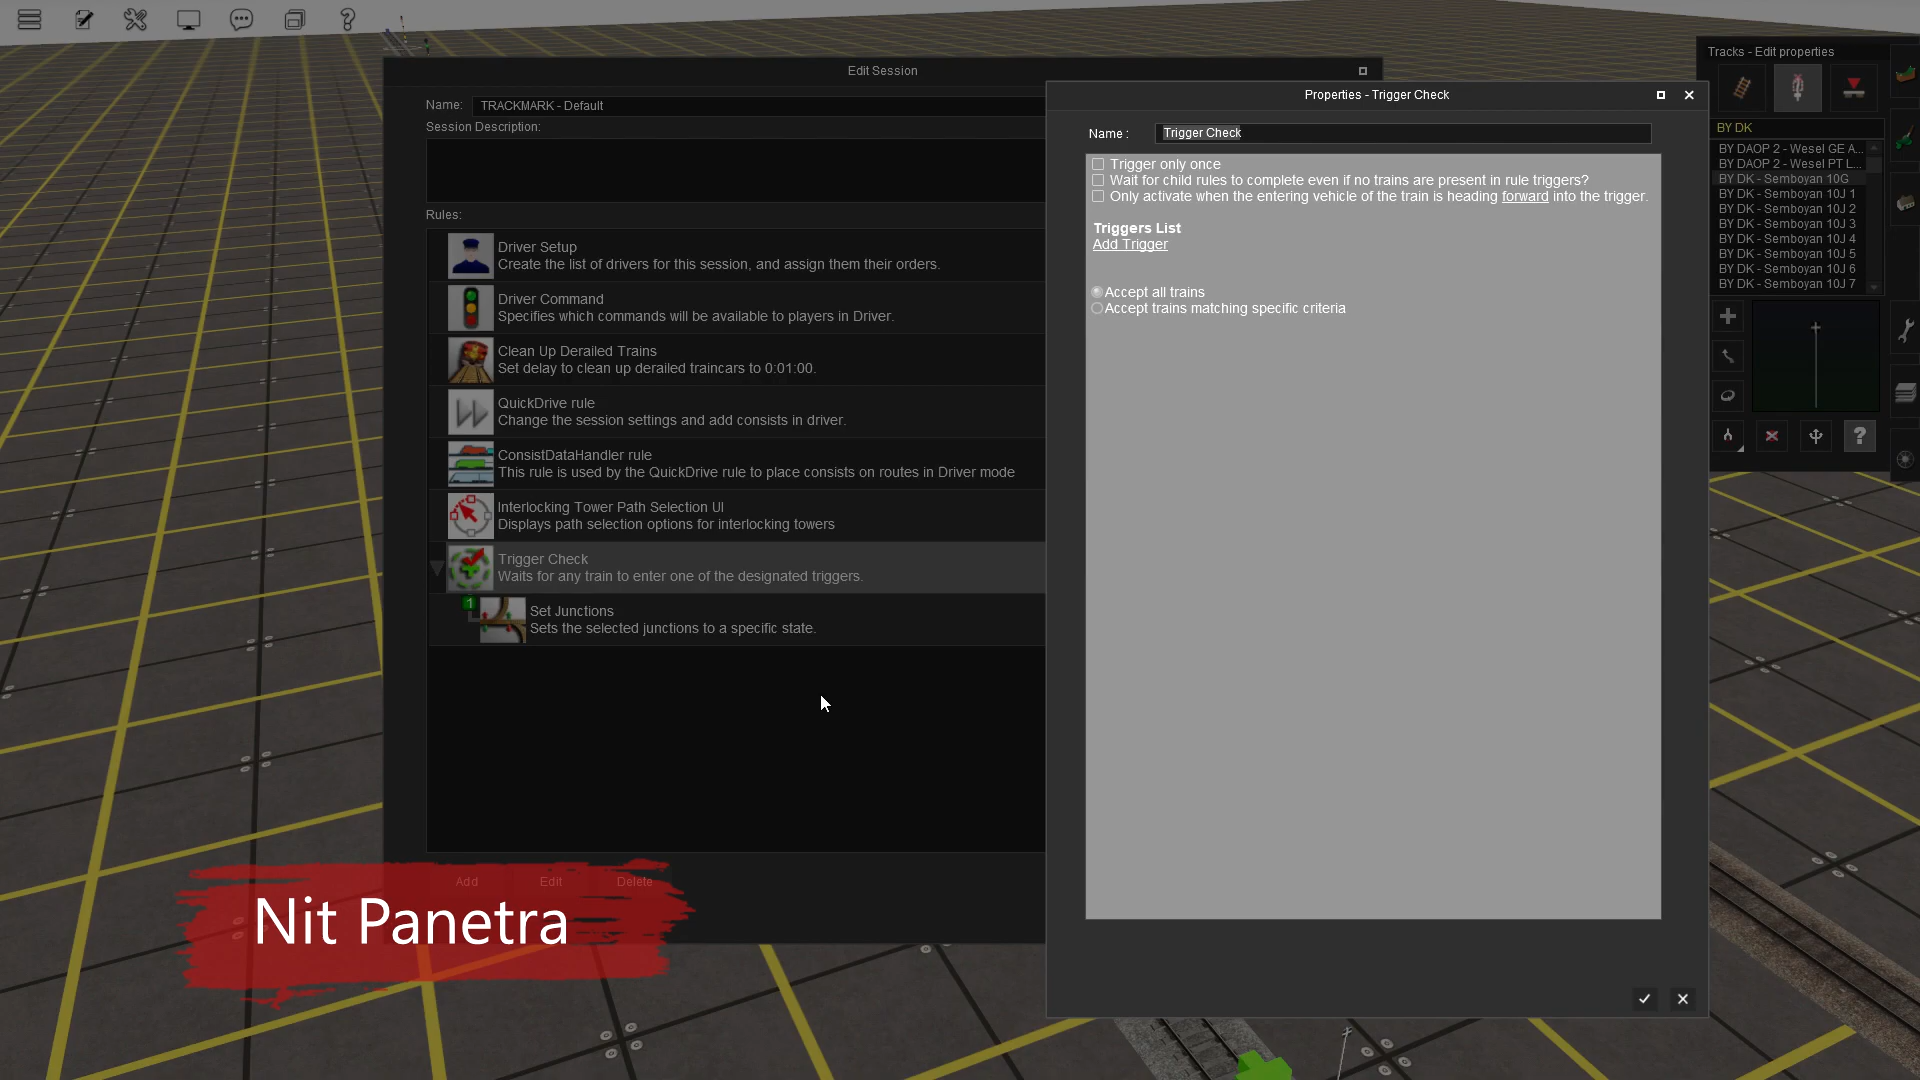 Edit Session
Name: TRACKMARK - Default
Session Description:
Rules:
Driver Setup
Create the list of drivers for this session, and assign them their orders.
Driver Command
Specifies which commands will be available to players in Driver.
Clean Up Derailed Trains
Set delay to clean up derailed traincars to 0:01:00.
QuickDrive rule
Change the session settings and add consists in driver.
ConsistDataHandler rule
This rule is used by the QuickDrive rule to place consists on routes in Driver mode
Interlocking Tower Path Selection UI
Displays path selection options for interlocking towers
Trigger Check
Waits for any train to enter one of the designated triggers.
1
Set Junctions
Sets the selected junctions to a specific state.
Add Edit Delete
Nit Panetra
Properties - Trigger Check
Name : Trigger Check
Trigger only once
Wait for child rules to complete even if no trains are present in rule triggers?
Only activate when the entering vehicle of the train is heading forward into the trigger.
Triggers List
Add Trigger
Accept all trains
Accept trains matching specific criteria
Tracks - Edit properties
BY DK
BY DAOP 2 - Wesel GE A...
BY DAOP 2 - Wesel PT L...
BY DK - Semboyan 10G
BY DK - Semboyan 10J 1
BY DK - Semboyan 10J 2
BY DK - Semboyan 10J 3
BY DK - Semboyan 10J 4
BY DK - Semboyan 10J 5
BY DK - Semboyan 10J 6
BY DK - Semboyan 10J 7
?